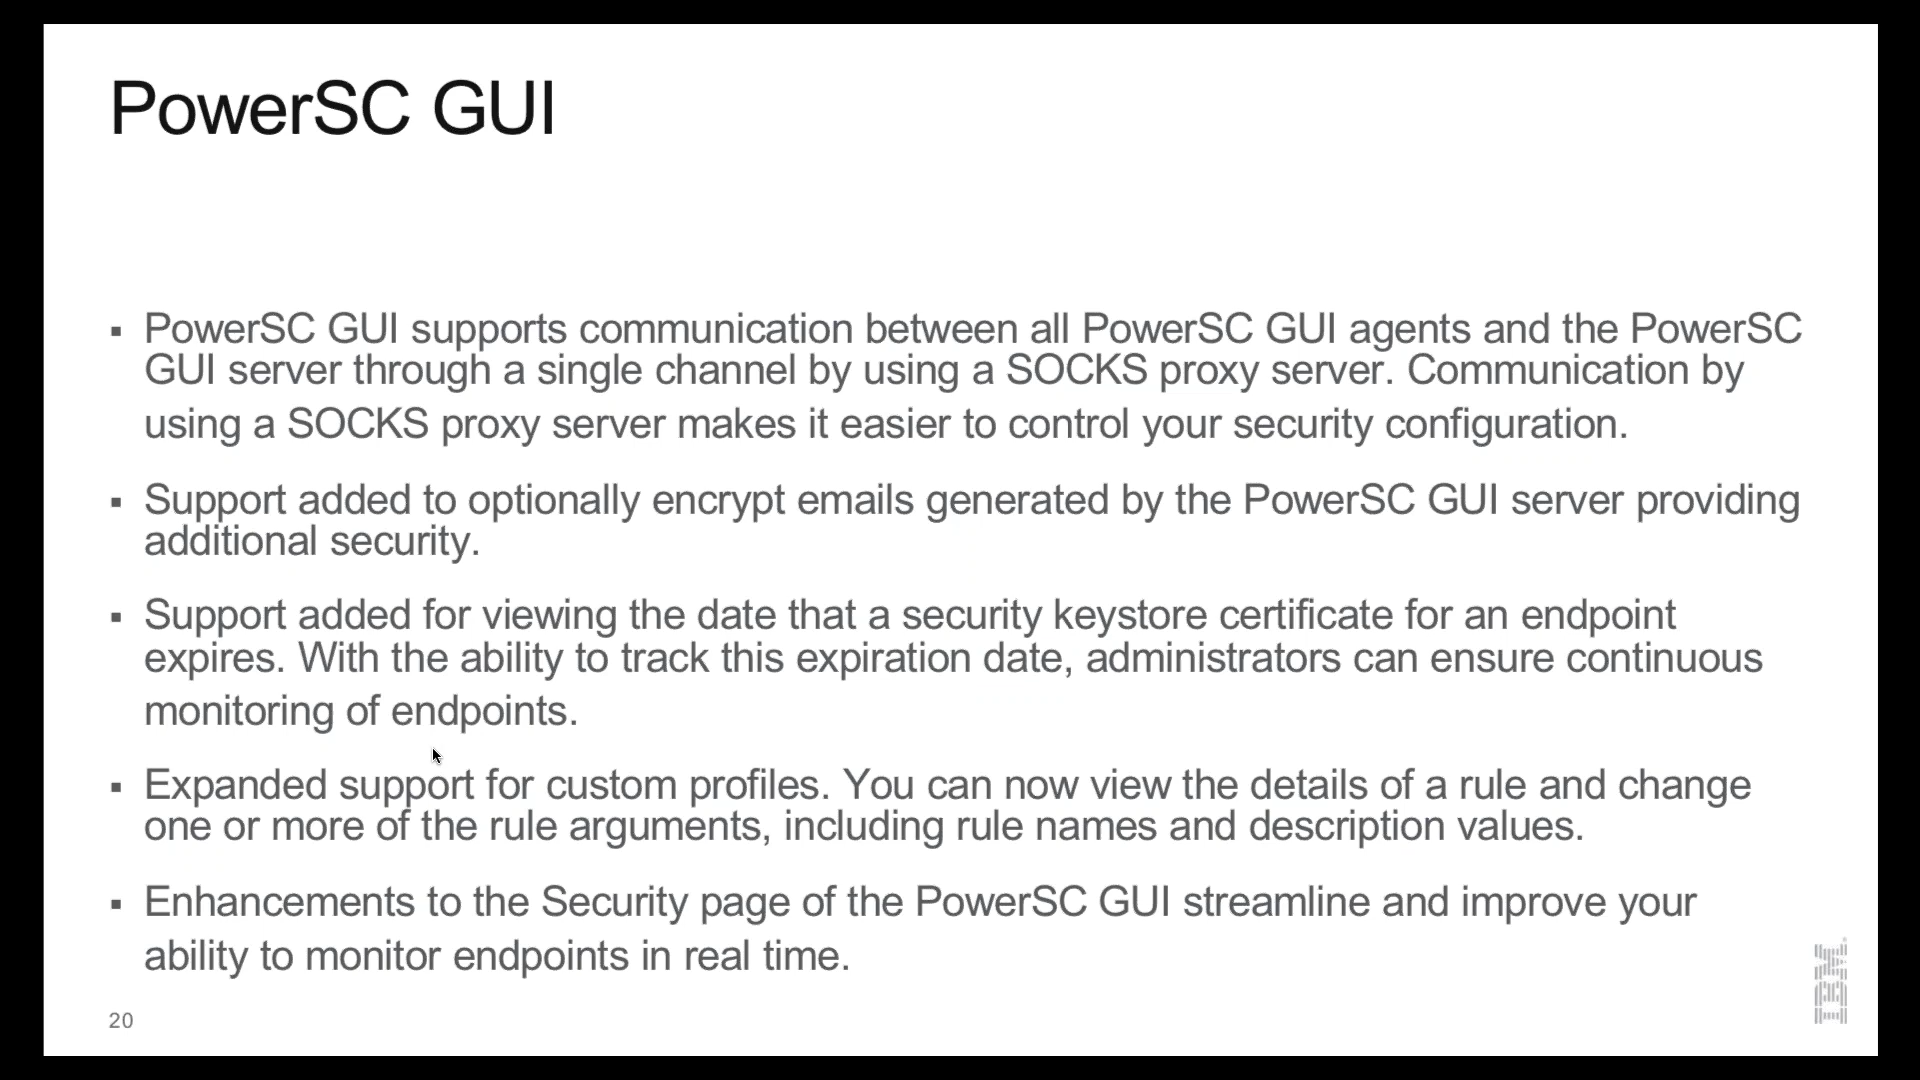 PowerSC GUI
▪ PowerSC GUI supports communication between all PowerSC GUI agents and the PowerSC
GUI server through a single channel by using a SOCKS proxy server. Communication by
using a SOCKS proxy server makes it easier to control your security configuration.
▪ Support added to optionally encrypt emails generated by the PowerSC GUI server providing
additional security.
▪ Support added for viewing the date that a security keystore certificate for an endpoint
expires. With the ability to track this expiration date, administrators can ensure continuous
monitoring of endpoints.
▪ Expanded support for custom profiles. You can now view the details of a rule and change
one or more of the rule arguments, including rule names and description values.
▪ Enhancements to the Security page of the PowerSC GUI streamline and improve your
ability to monitor endpoints in real time.
20
IBM